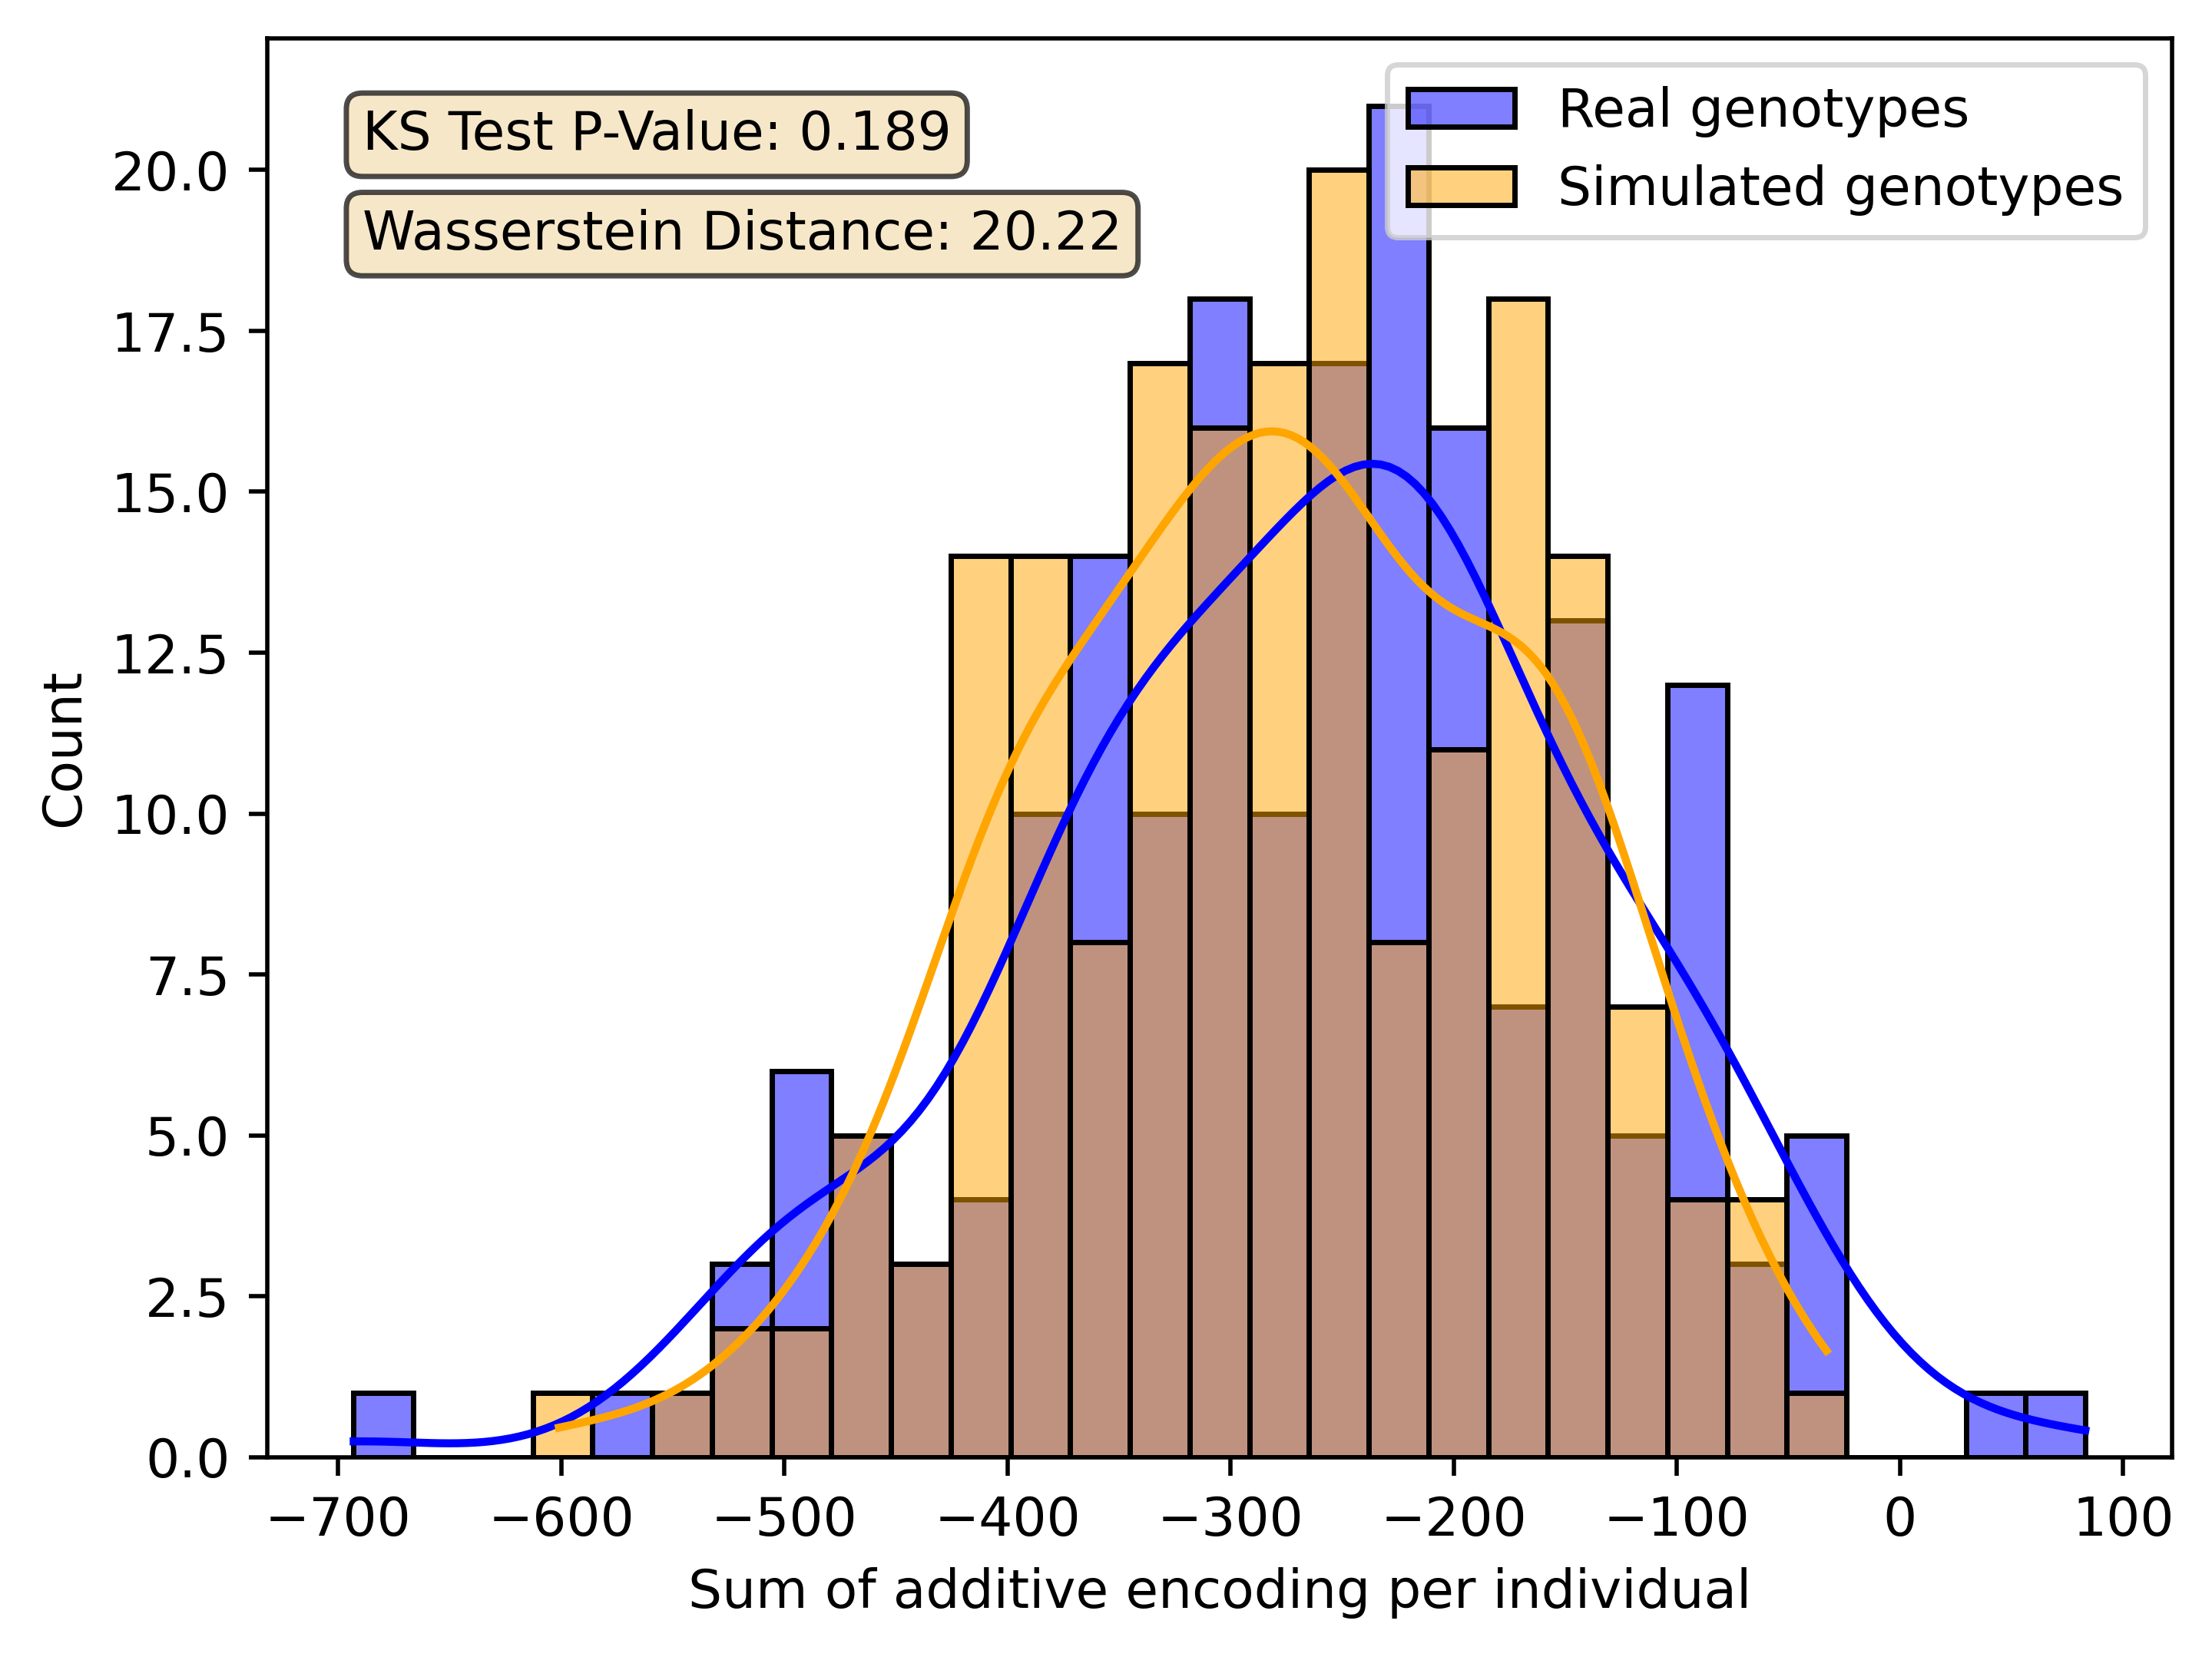 KS Test P-Value: 0.189
Wasserstein Distance: 20.22
Real genotypes
Simulated genotypes
20.0
17.5
15.0
12.5
10.0
7.5
5.0
2.5
0.0
Count
−700 −600 −500 −400 −300 −200 −100 0 100
Sum of additive encoding per individual